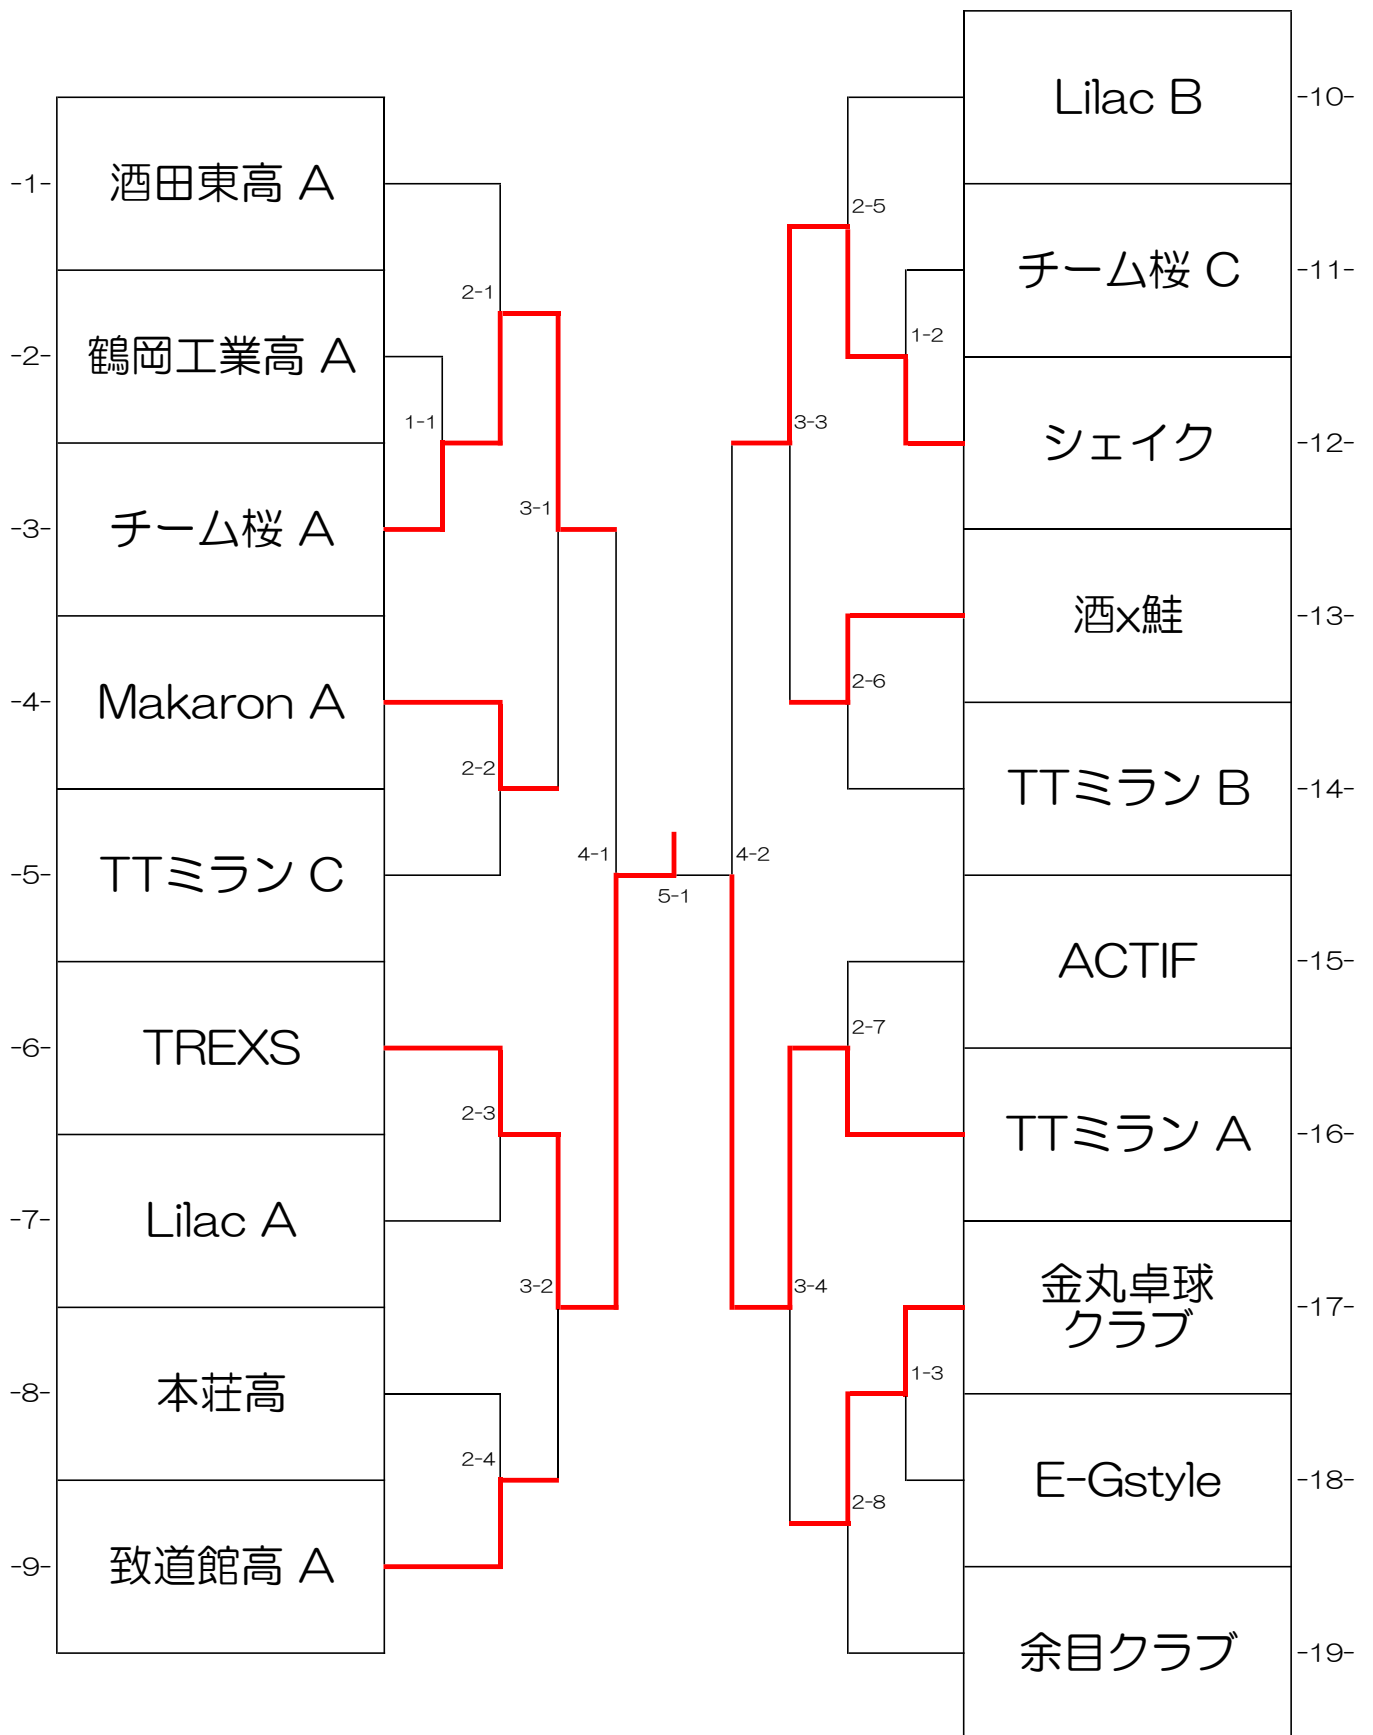 -1-
酒田東高 A
-2-
鶴岡工業高 A
-3-
チーム桜 A
-4-
Makaron A
-5-
TTミラン C
-6-
TREXS
-7-
Lilac A
-8-
本荘高
-9-
致道館高 A
2-1
1-1
3-1
2-2
4-1
2-3
3-2
2-4
5-1
4-2
2-5
1-2
3-3
2-6
2-7
3-4
1-3
2-8
Lilac B
-10-
チーム桜 C
-11-
シェイク
-12-
酒x鮭
-13-
TTミラン B
-14-
ACTIF
-15-
TTミラン A
-16-
金丸卓球
クラブ
-17-
E-Gstyle
-18-
余目クラブ
-19-